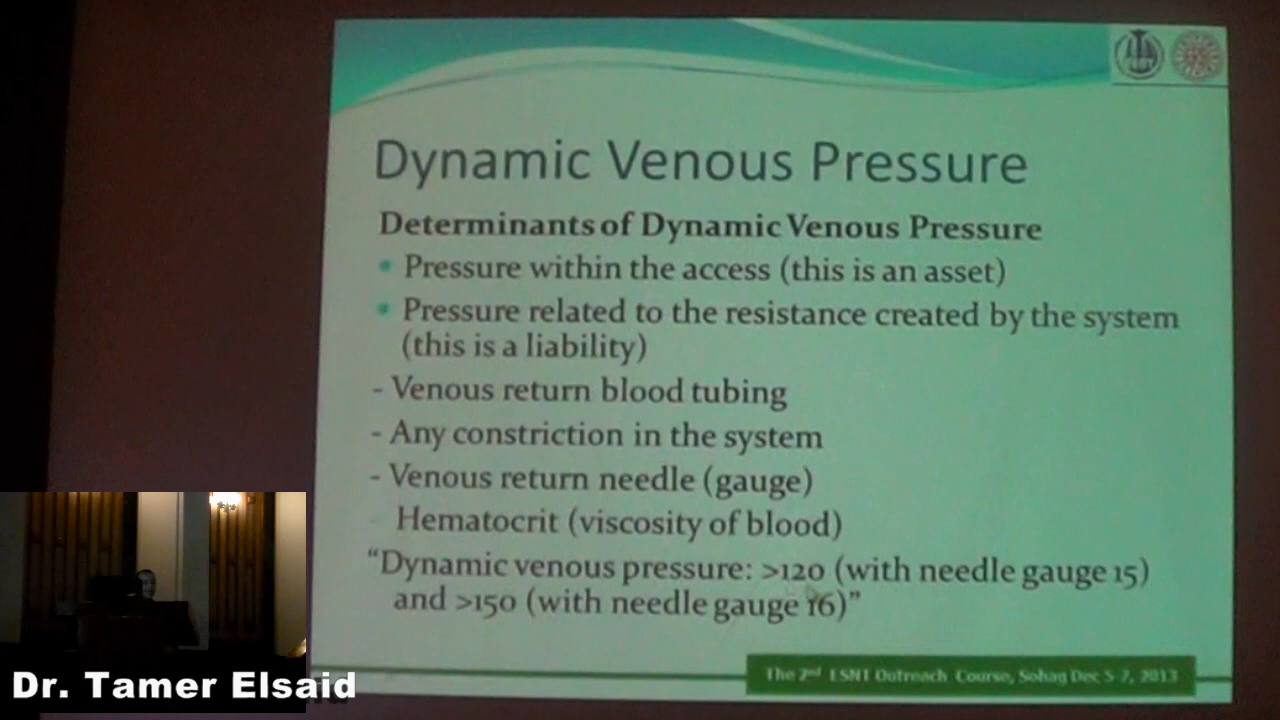 Dynamic Venous Pressure
Determinants of Dynamic Venous Pressure
• Pressure within the access (this is an asset)
• Pressure related to the resistance created by the system
(this is a liability)
- Venous return blood tubing
- Any constriction in the system
- Venous return needle (gauge)
Hematocrit (viscosity of blood)
“Dynamic venous pressure: >120 (with needle gauge 15)
and >150 (with needle gauge 16)”
The 2nd ESNT Outreach Course, Sohag Dec 5-7, 2013
Dr. Tamer Elsaid